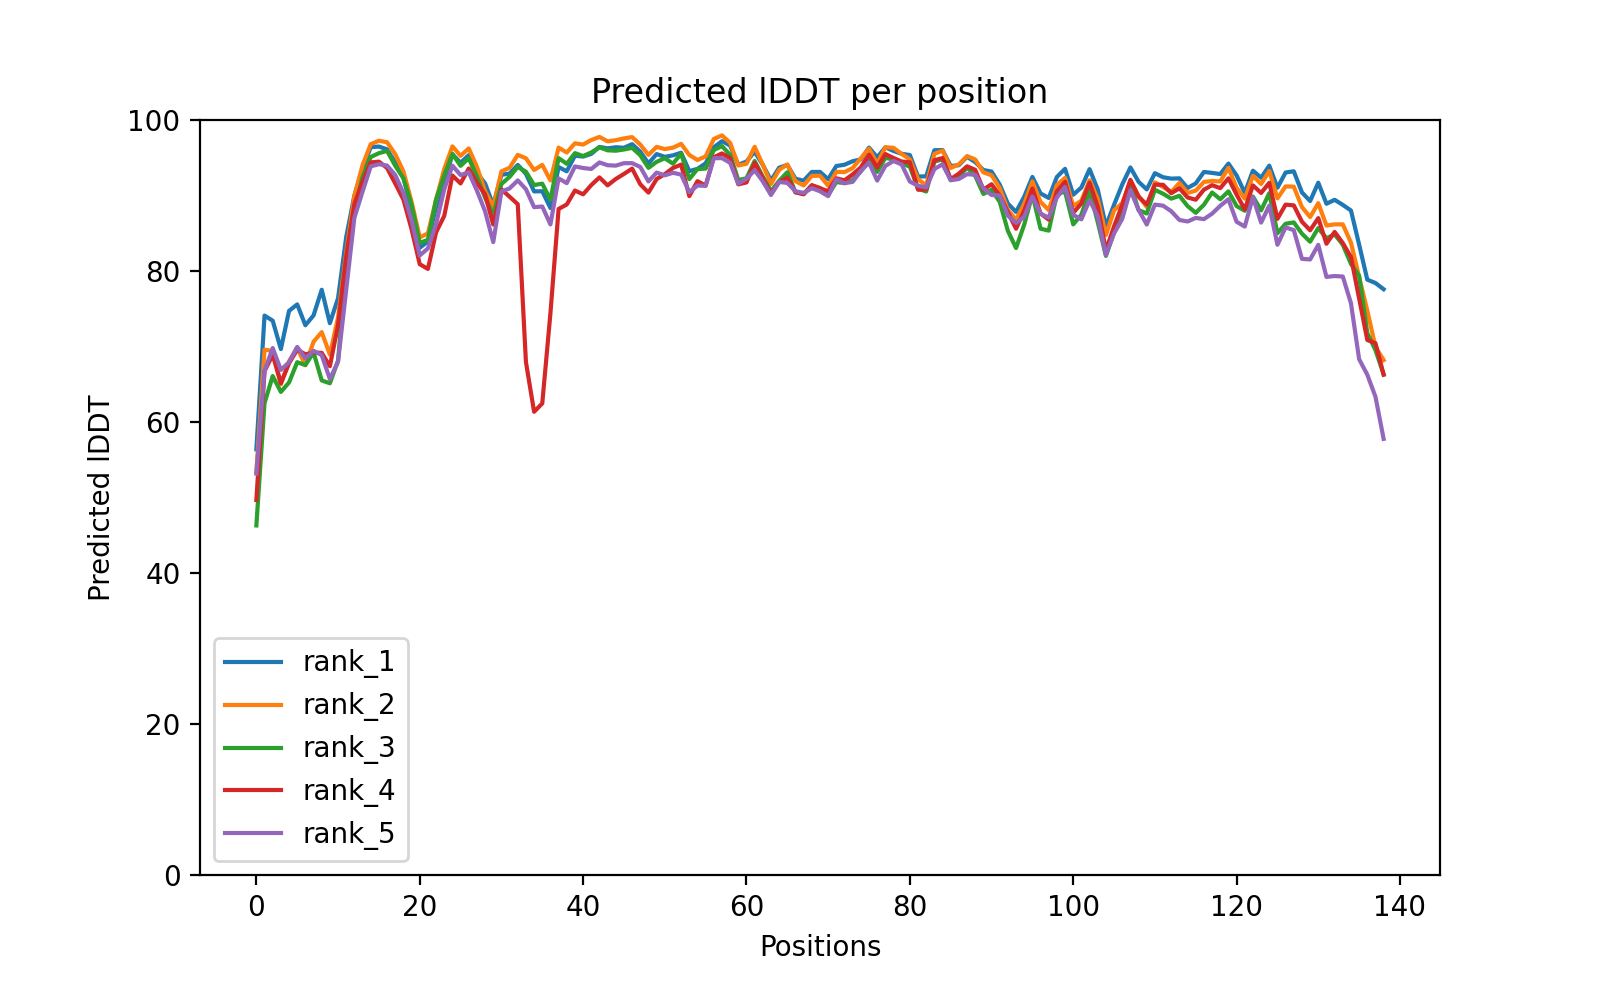 Predicted lDDT per position
100
80
60
40
20
0
Predicted lDDT
rank_1
rank_2
rank_3
rank_4
rank_5
0 20 40 60 80 100 120 140
Positions